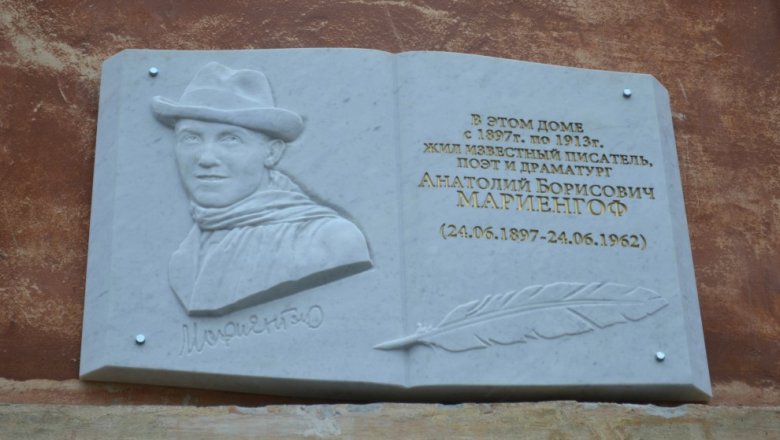 Мариенгоф
В ЭТОМ ДОМЕ
с 1897г. по 1913г.
ЖИЛ ИЗВЕСТНЫЙ ПИСАТЕЛЬ,
ПОЭТ И ДРАМАТУРГ
АНАТОЛИЙ БОРИСОВИЧ
МАРИЕНГОФ
(24.06.1897-24.06.1962)